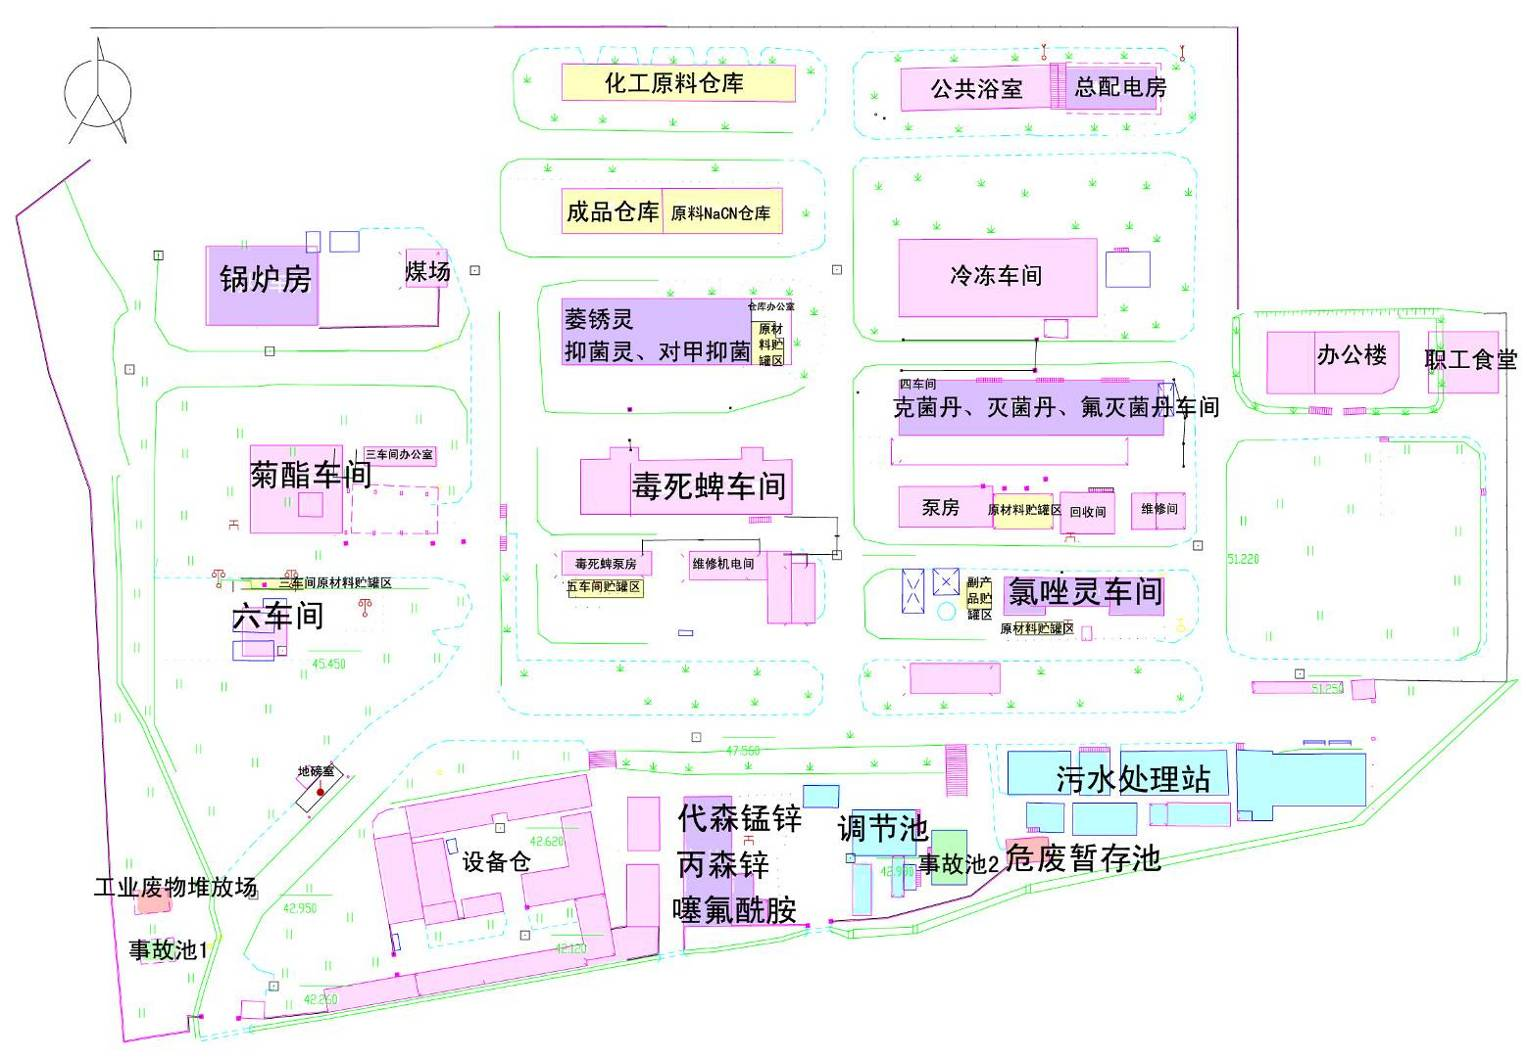 化工原料仓库
公共浴室
总配电房
成品仓库
原料NaCN仓库
锅炉房
煤场
冷冻车间
萎锈灵
抑菌灵、对甲抑菌
仓库办公室
原材
料贮
罐区
办公楼
职工食堂
四车间
克菌丹、灭菌丹、氟灭菌丹车间
菊酯车间
三车间办公室
毒死蜱车间
泵房
原材料贮罐区
回收间
维修间
毒死蜱泵房
维修机电间
五车间贮罐区
51.220
三车间原材料贮罐区
六车间
副产
品贮
罐区
氯唑灵车间
原材料贮罐区
45.450
51.250
47.560
地磅室
污水处理站
代森锰锌
丙森锌
噻氟酰胺
调节池
42.620
设备仓
事故池2
危废暂存池
工业废物堆放场
42.950
事故池1
42.120
42.260